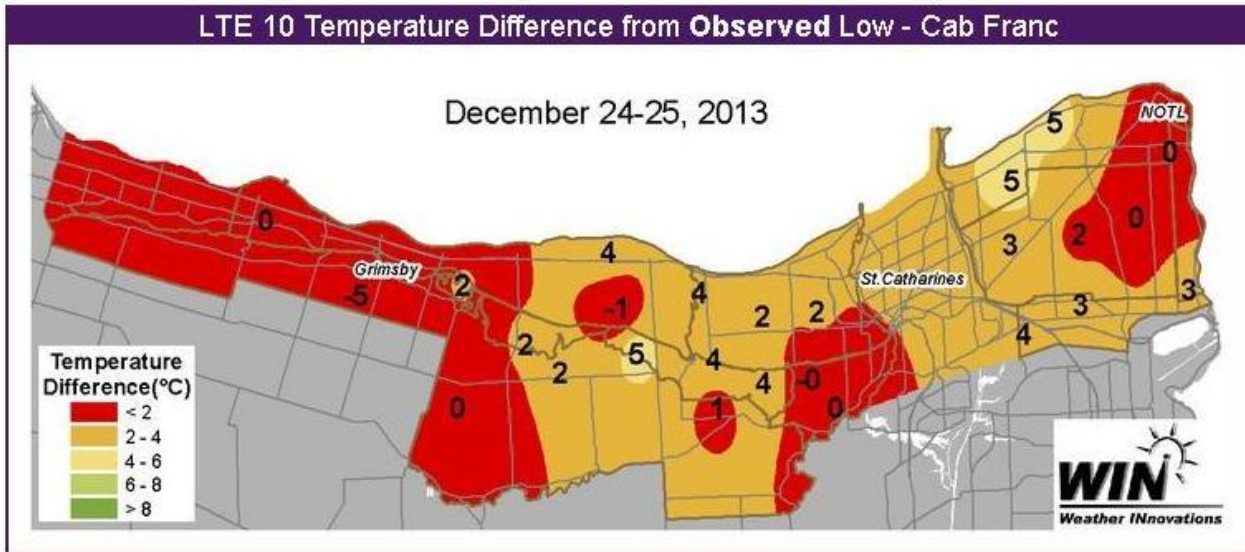 LTE 10 Temperature Difference from Observed Low - Cab Franc
December 24-25, 2013
5
NOTL
0
5
0
0
2
3
4
Grimsby
2
St.Catharines
-5
4
3
3
-1
2
2
4
2
5
4
2
4
-0
0
1
0
Temperature
Difference(ºC)
< 2
2 - 4
4 - 6
6 - 8
> 8
WIN
Weather INnovations